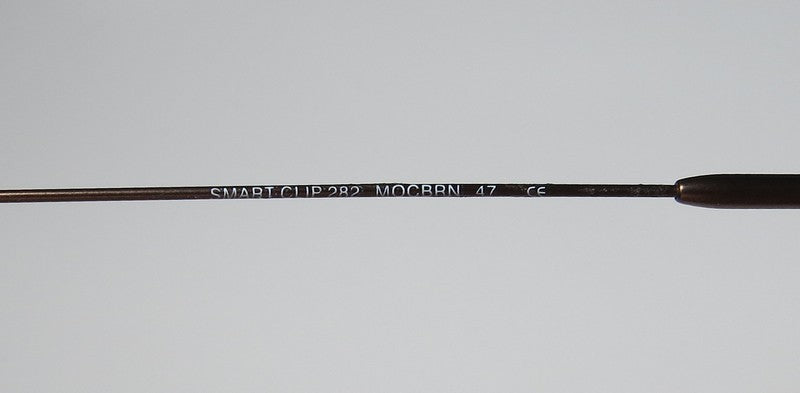 SMART CLIP 282 MOCBRN 47 CE